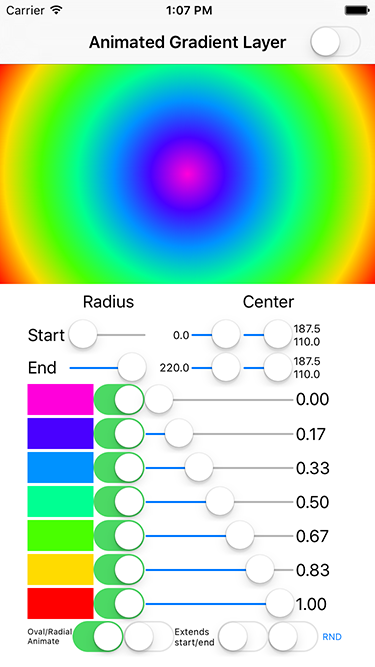 Carrier 1:07 PM
Animated Gradient Layer
Radius Center
Start 0.0 187.5
110.0
End 220.0 187.5
110.0
0.00
0.17
0.33
0.50
0.67
0.83
1.00
Oval/Radial Extends
Animate start/end RND